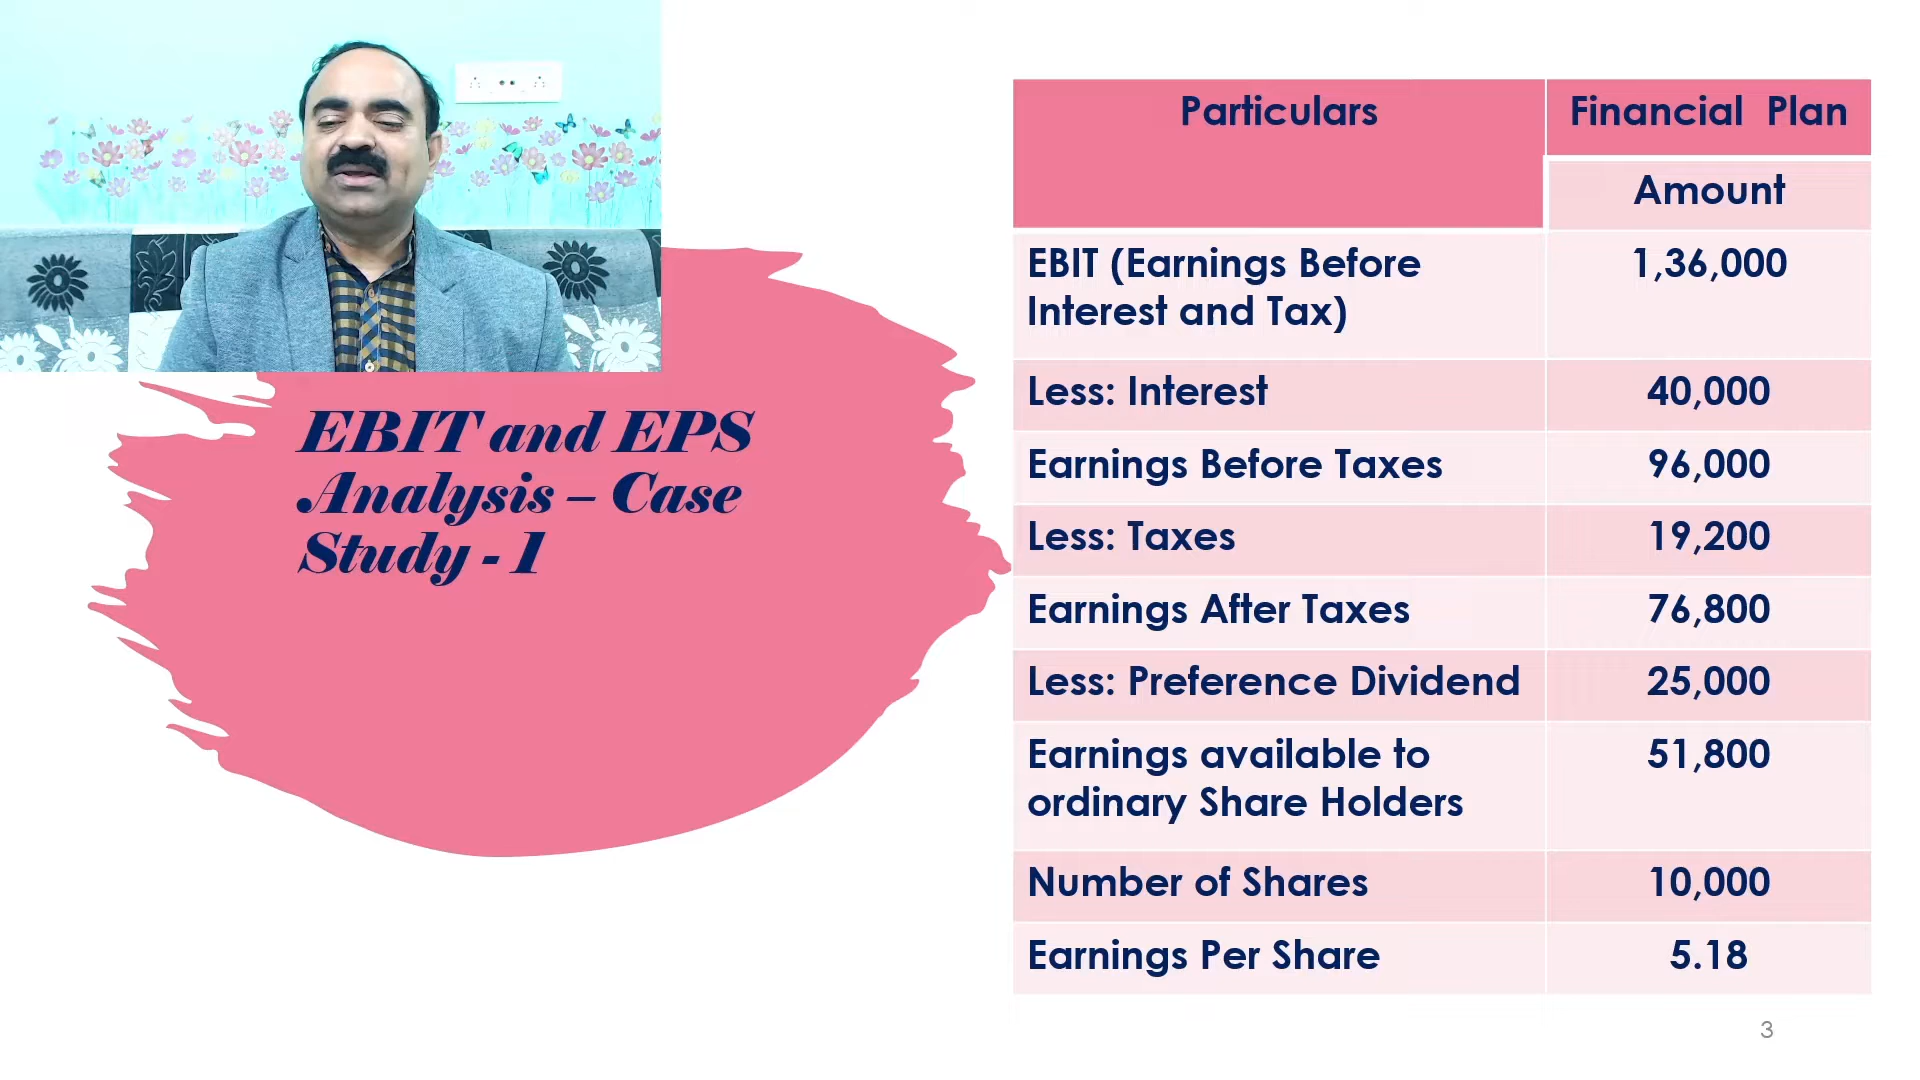 EBIT and EPS
Analysis – Case
Study - 1
Particulars
Financial Plan
Amount
EBIT (Earnings Before
Interest and Tax)
1,36,000
Less: Interest
40,000
Earnings Before Taxes
96,000
Less: Taxes
19,200
Earnings After Taxes
76,800
Less: Preference Dividend
25,000
Earnings available to
ordinary Share Holders
51,800
Number of Shares
10,000
Earnings Per Share
5.18
3